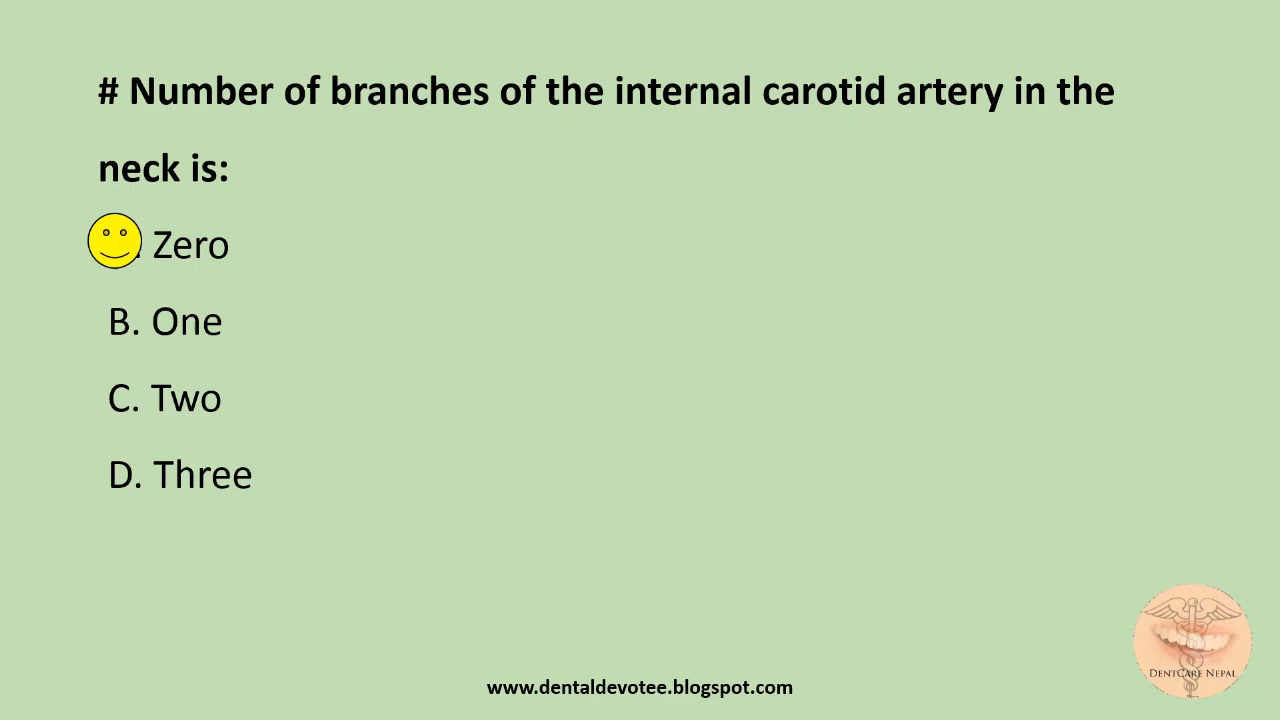 # Number of branches of the internal carotid artery in the
neck is:
. Zero
B. One
C. Two
D. Three
DENTCARE NEPAL
www.dentaldevotee.blogspot.com